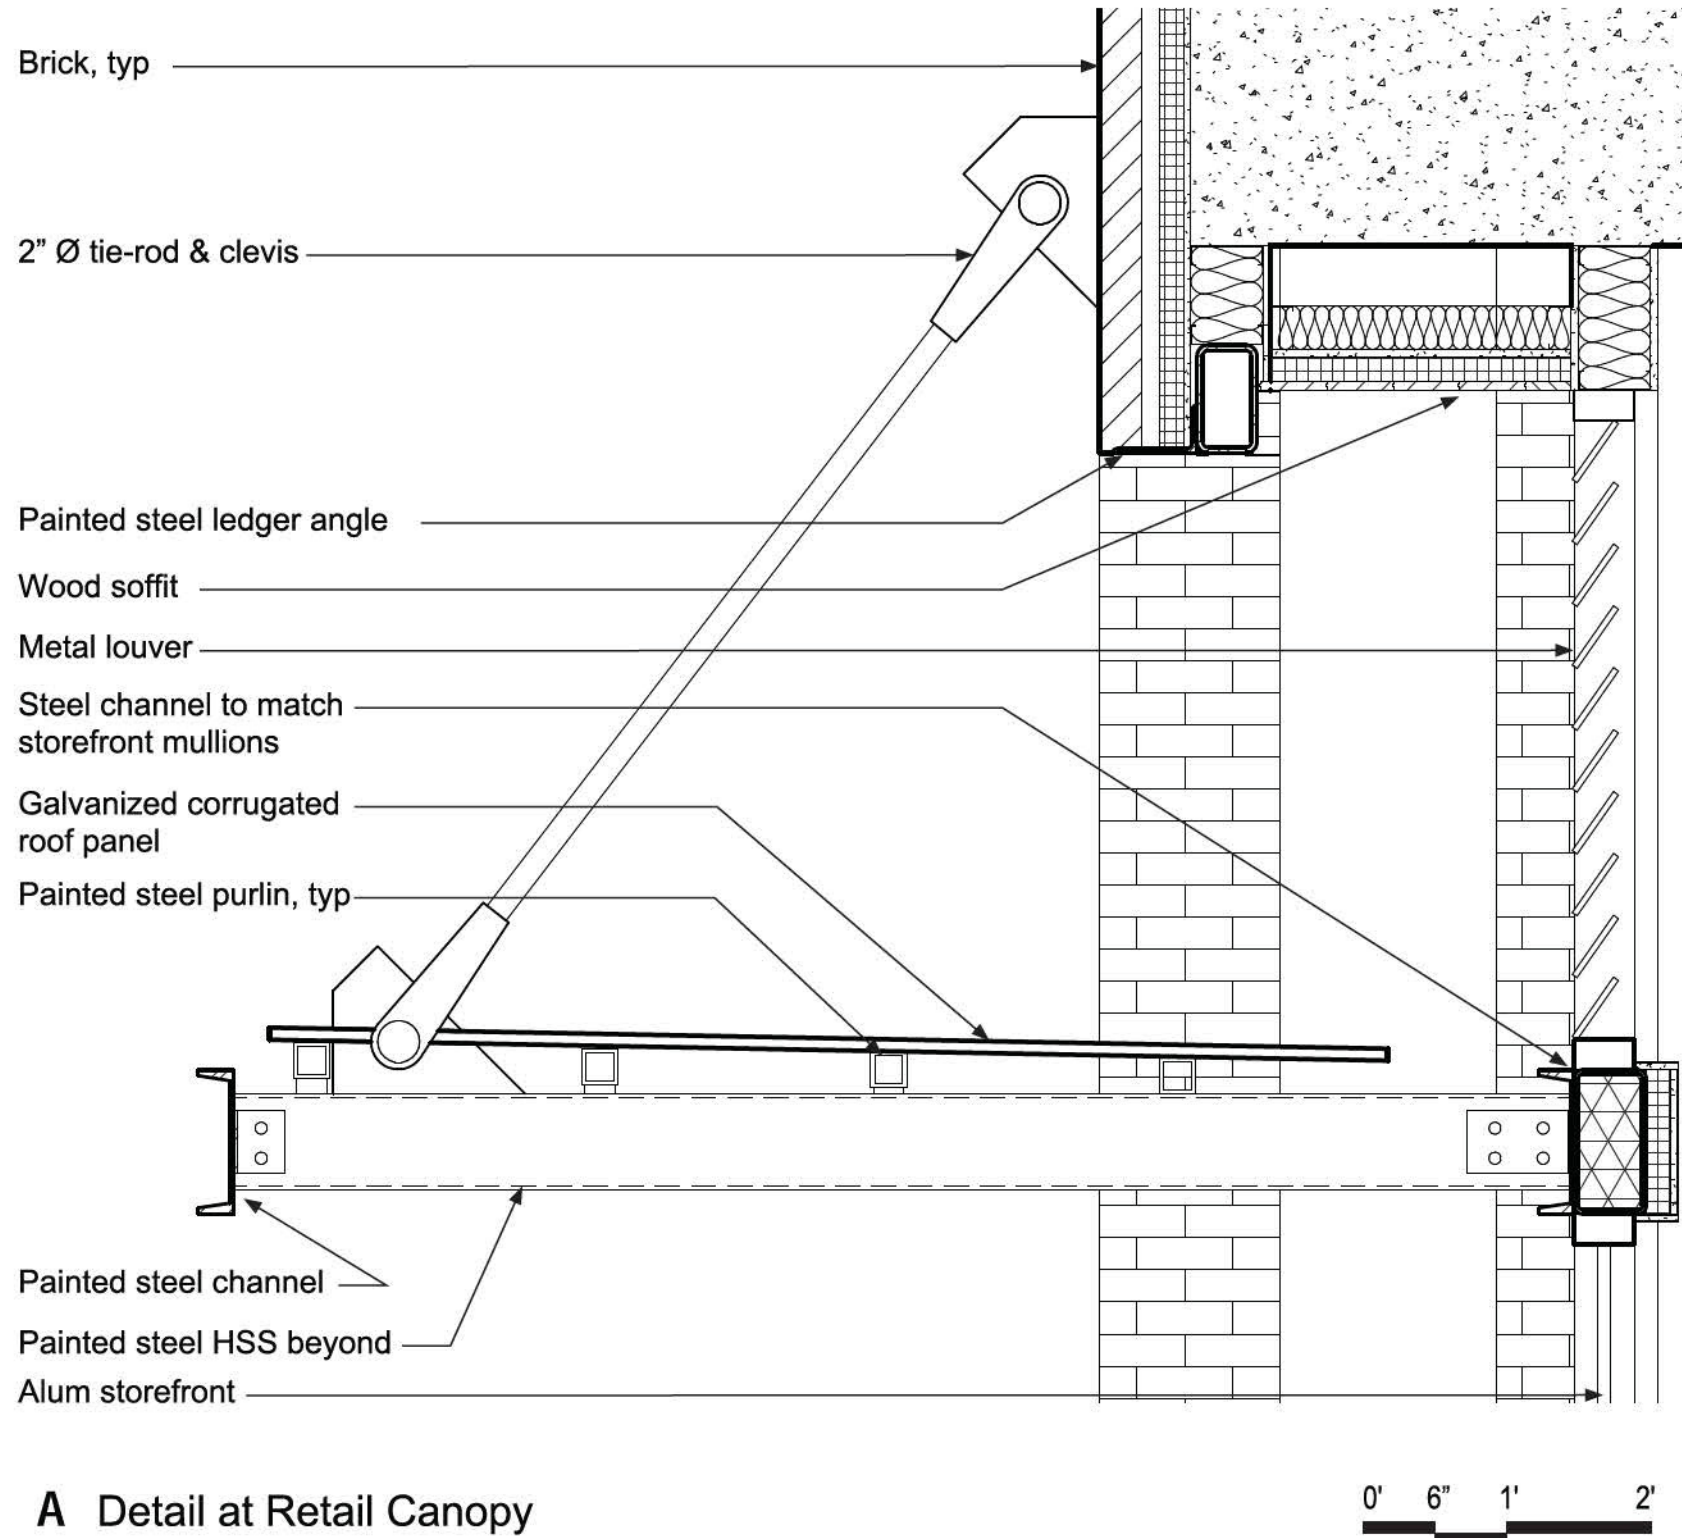 Brick, typ
2” Ø tie-rod & clevis
Painted steel ledger angle
Wood soffit
Metal louver
Steel channel to match
storefront mullions
Galvanized corrugated
roof panel
Painted steel purlin, typ
Painted steel channel
Painted steel HSS beyond
Alum storefront
A Detail at Retail Canopy
0' 6” 1' 2'